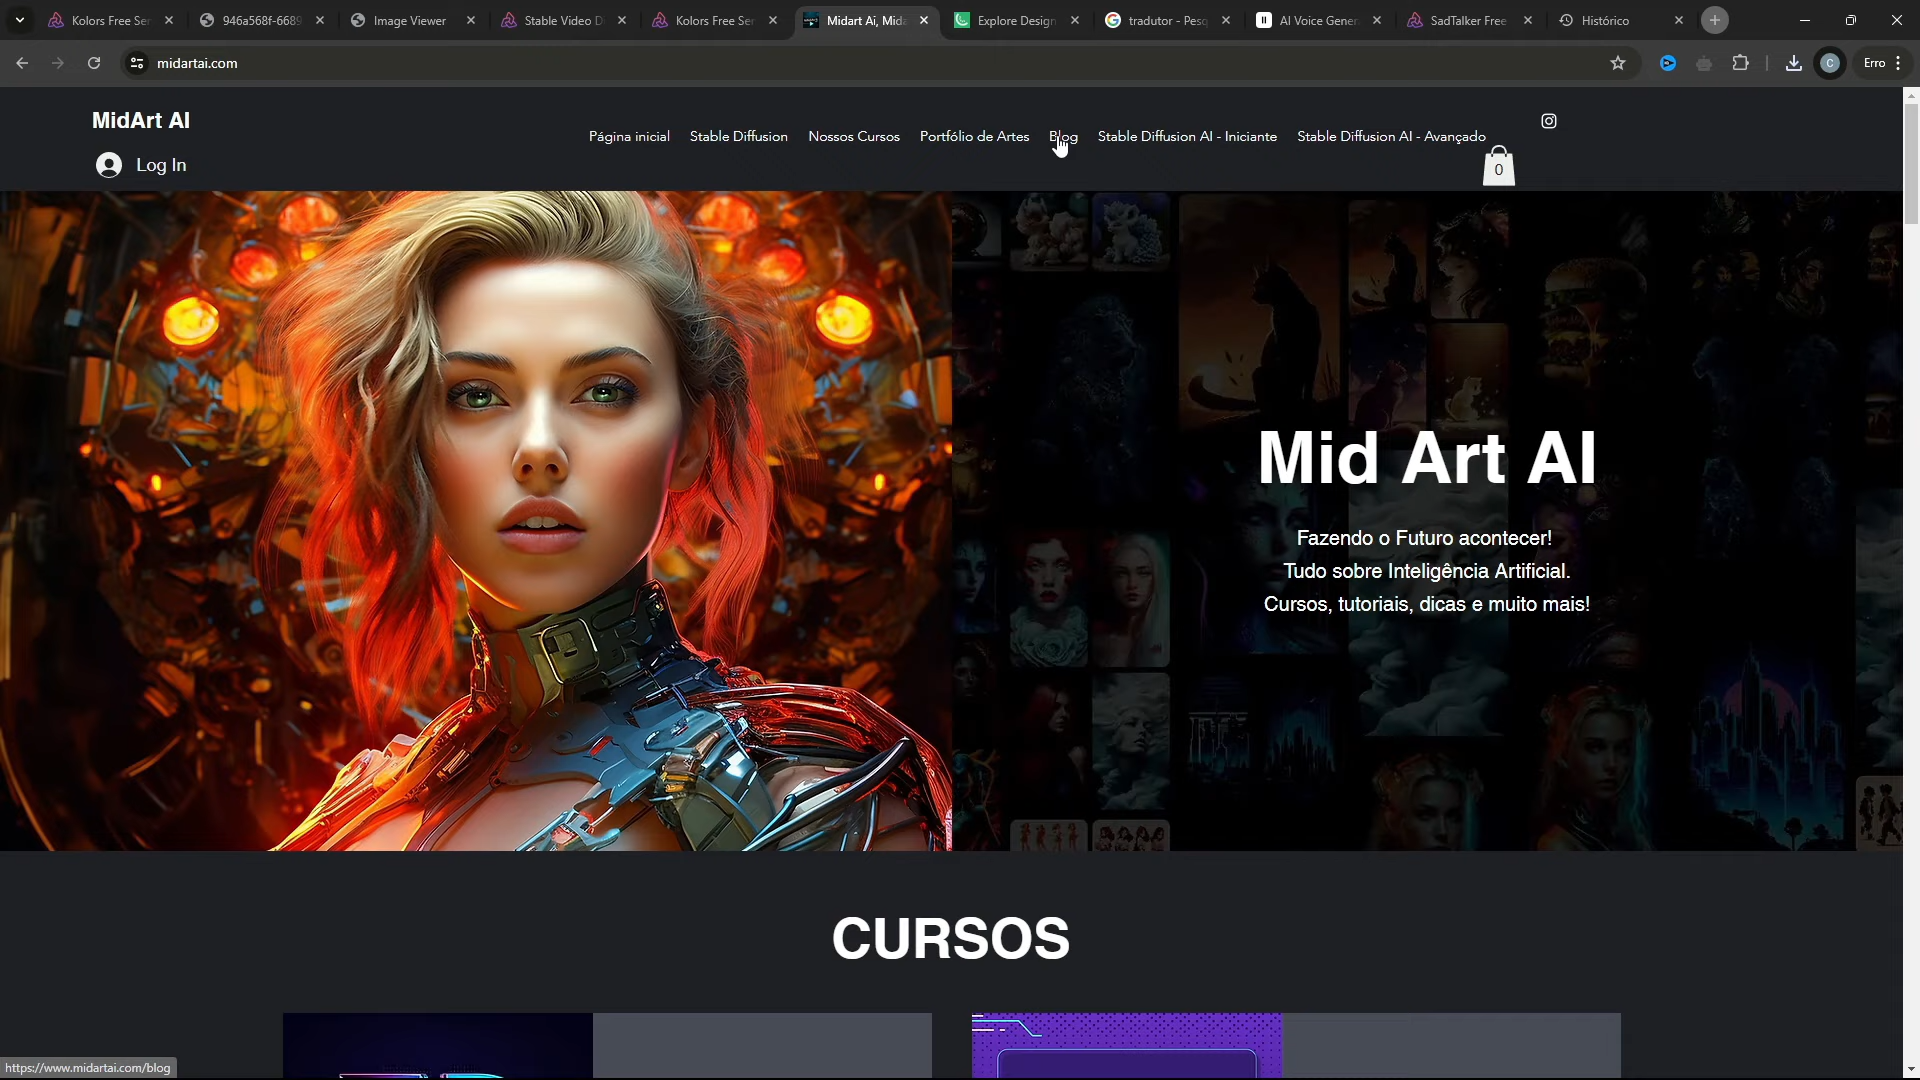 Kolors Free Ser
946a568f-6689
Image Viewer
Stable Video D
Kolors Free Ser
Midart Ai, Mida
Explore Design
tradutor - Pesq
AI Voice Gener
SadTalker Free
Histórico
midartai.com
C
Erro
MidArt AI
Log In
Página inicial
Stable Diffusion
Nossos Cursos
Portfólio de Artes
Blog
Stable Diffusion AI - Iniciante
Stable Diffusion AI - Avançado
0
Mid Art AI
Fazendo o Futuro acontecer!
Tudo sobre Inteligência Artificial.
Cursos, tutoriais, dicas e muito mais!
CURSOS
https://www.midartai.com/blog